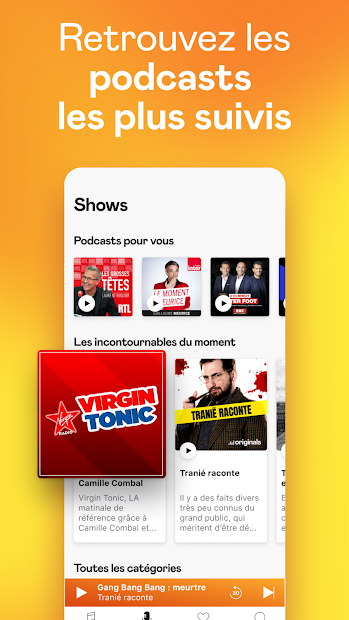 Retrouvez les
podcasts
les plus suivis
Shows
Podcasts pour vous
LES GROSSES
TÊTES
LAURENT RUQUIER
RTL
inter
LE MOMENT
MEURICE
GUILLAUME MEURICE
TER FOOT
RMC
Les incontournables du moment
Virgin
RADIO
VIRGIN
TONIC
TRANIÉ RACONTE
originals
Camille Combal
Virgin Tonic, LA
matinale de
référence grâce à
Camille Combal et...
Tranié raconte
Il y a des faits divers
très peu connus du
grand public, qui
méritent d'être dé...
Toutes les catégories
Gang Bang Bang : meurtre
Tranié raconte
30